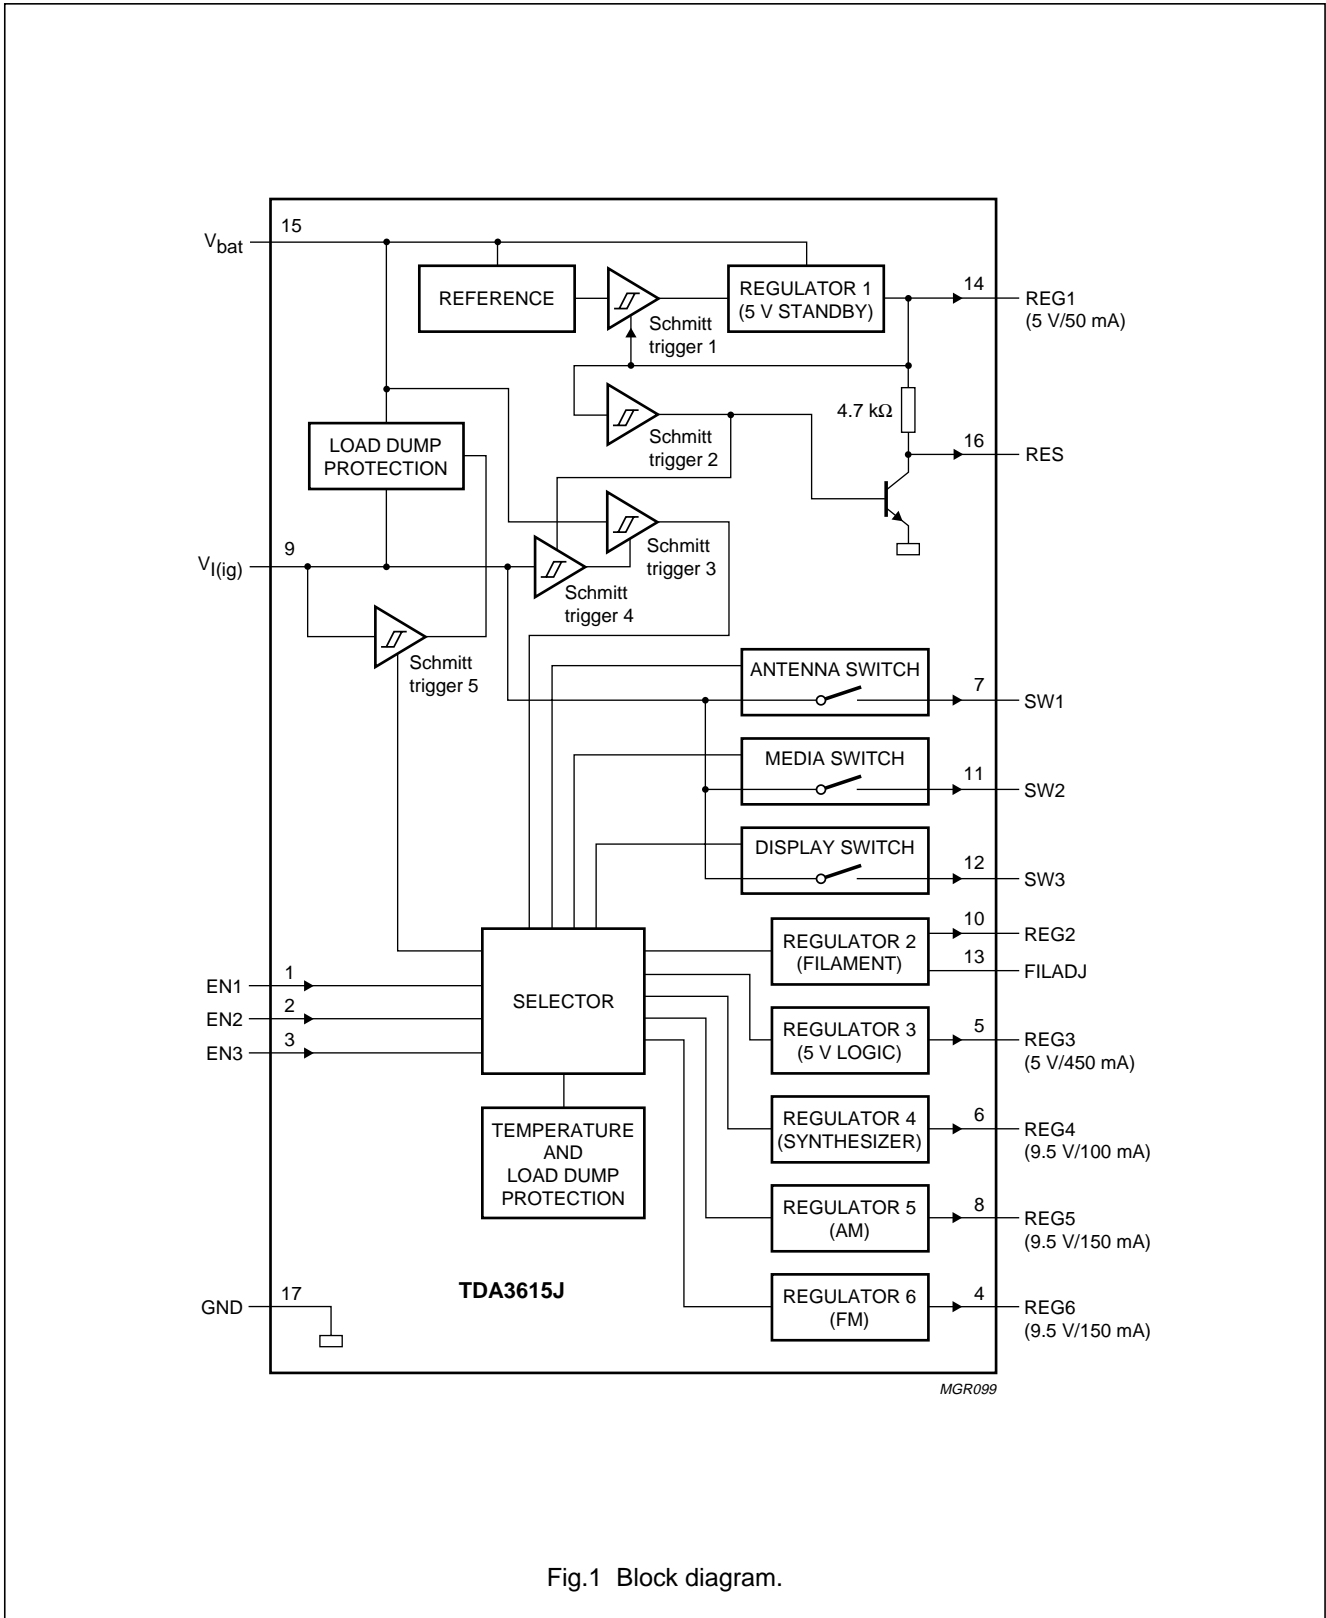 15
V_bat
REFERENCE
REGULATOR 1
(5 V STANDBY)
14
REG1
(5 V/50 mA)
Schmitt
trigger 1
4.7 kΩ
Schmitt
trigger 2
16
RES
LOAD DUMP
PROTECTION
Schmitt
trigger 3
9
V_I(ig)
Schmitt
trigger 4
Schmitt
trigger 5
ANTENNA SWITCH
7
SW1
MEDIA SWITCH
11
SW2
DISPLAY SWITCH
12
SW3
REGULATOR 2
(FILAMENT)
10
REG2
13
FILADJ
EN1
1
EN2
2
EN3
3
SELECTOR
REGULATOR 3
(5 V LOGIC)
5
REG3
(5 V/450 mA)
REGULATOR 4
(SYNTHESIZER)
6
REG4
(9.5 V/100 mA)
TEMPERATURE
AND
LOAD DUMP
PROTECTION
REGULATOR 5
(AM)
8
REG5
(9.5 V/150 mA)
TDA3615J
REGULATOR 6
(FM)
4
REG6
(9.5 V/150 mA)
GND
17
MGR099
Fig.1 Block diagram.